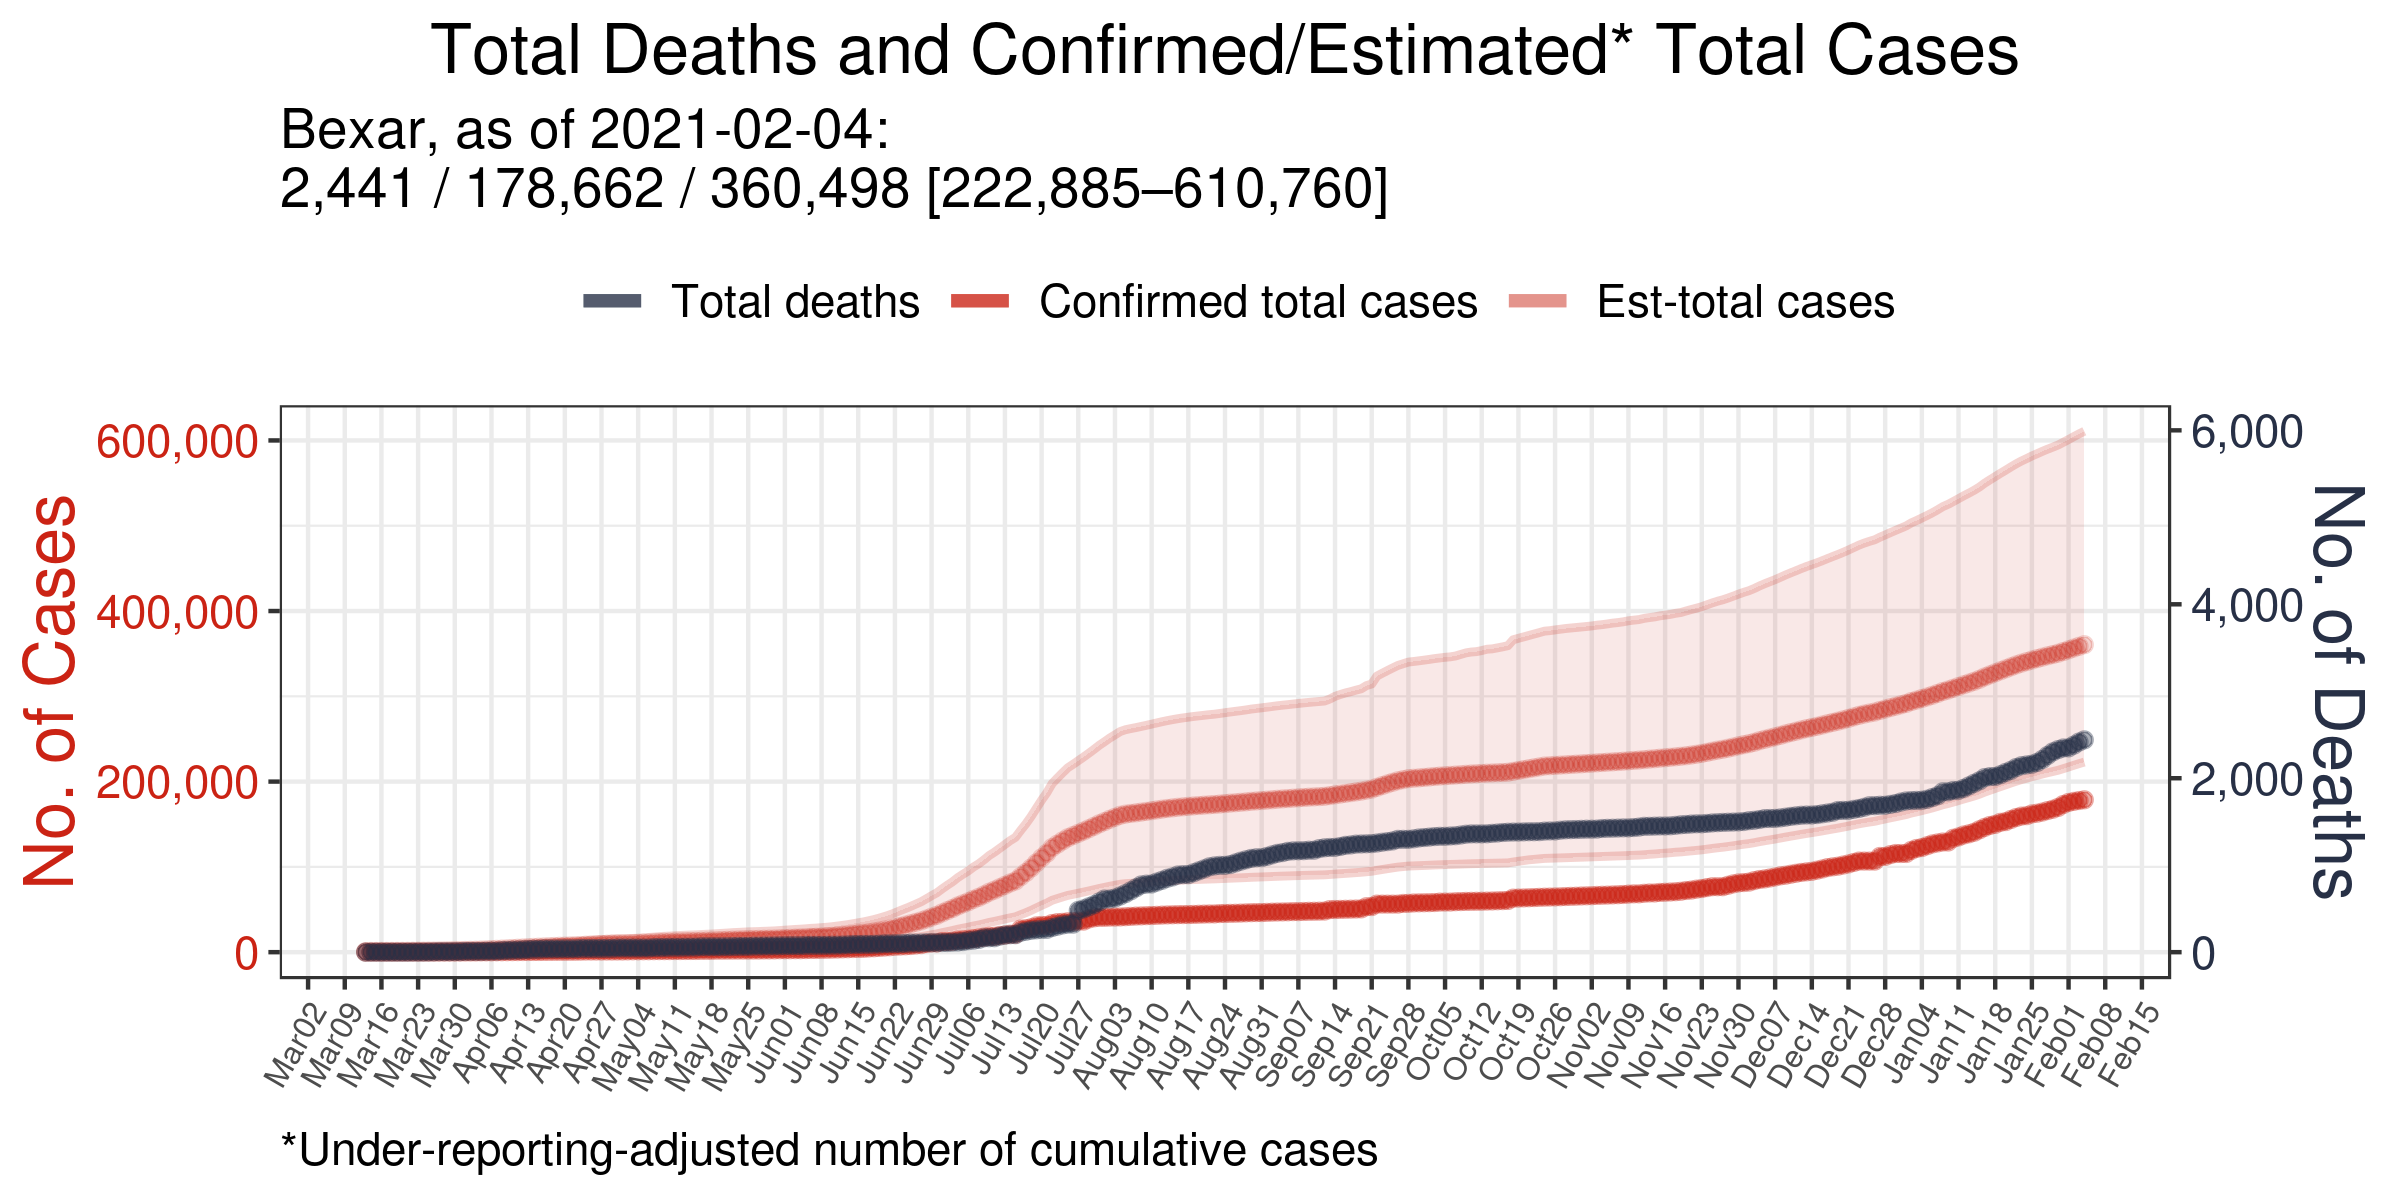 Total Deaths and Confirmed/Estimated* Total Cases
Bexar, as of 2021-02-04:
2,441 / 178,662 / 360,498 [222,885–610,760]
Total deaths
Confirmed total cases
Est-total cases
No. of Cases
600,000
400,000
200,000
0
6,000
4,000
2,000
0
No. of Deaths
Mar02
Mar09
Mar16
Mar23
Mar30
Apr06
Apr13
Apr20
Apr27
May04
May11
May18
May25
Jun01
Jun08
Jun15
Jun22
Jun29
Jul06
Jul13
Jul20
Jul27
Aug03
Aug10
Aug17
Aug24
Aug31
Sep07
Sep14
Sep21
Sep28
Oct05
Oct12
Oct19
Oct26
Nov02
Nov09
Nov16
Nov23
Nov30
Dec07
Dec14
Dec21
Dec28
Jan04
Jan11
Jan18
Jan25
Feb01
Feb08
Feb15
*Under-reporting-adjusted number of cumulative cases